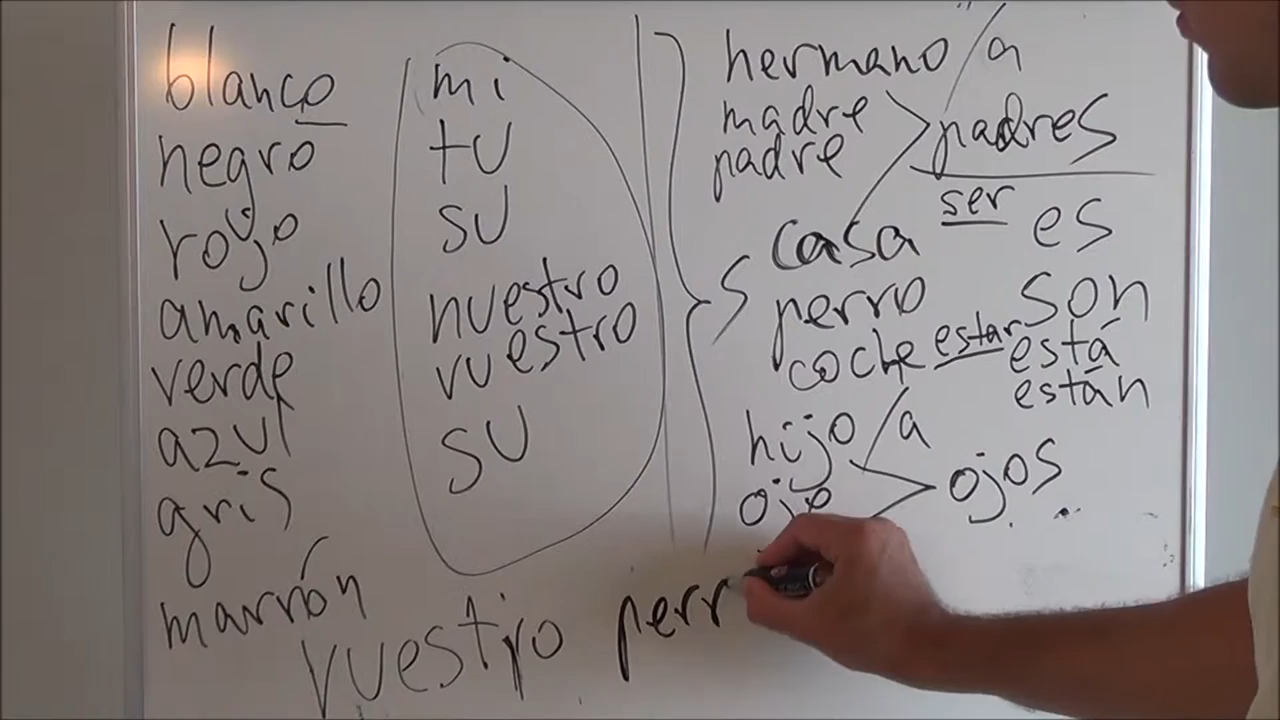 blanco
negro
rojo
amarillo
verde
azul
gris
marrón
mi
tu
su
nuestro
vuestro
su
hermano/a
madre
padre
padres
s
casa
perro
coche
ser es
son
estar está
están
hijo/a
ojo
ojos
vuestro perr